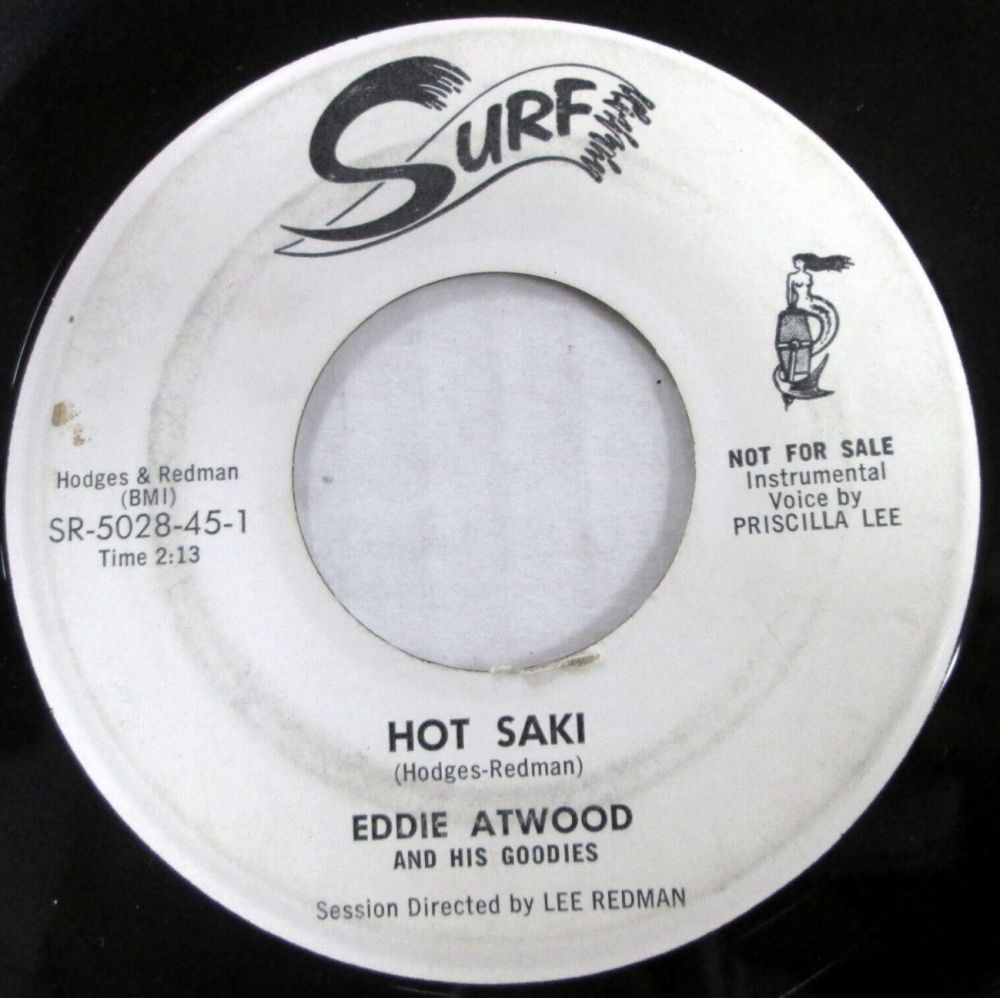 SURF
Hodges & Redman
(BMI)
SR-5028-45-1
Time 2:13
NOT FOR SALE
Instrumental
Voice by
PRISCILLA LEE
HOT SAKI
(Hodges-Redman)
EDDIE ATWOOD
AND HIS GOODIES
Session Directed by LEE REDMAN